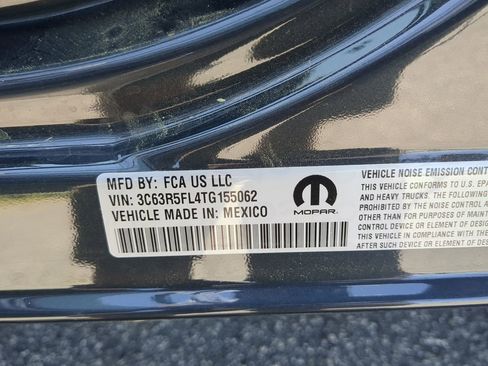 MFD BY: FCA US LLC
VIN: 3C63R5FL4TG155062
VEHICLE MADE IN: MEXICO
MOPAR
VEHICLE NOISE EMISSION CONT
THIS VEHICLE CONFORMS TO U.S. EPA
AND HEAVY TRUCKS. THE FOLLOWING
PROHIBITED BY THE NOISE CONTROL
OTHER THAN FOR PURPOSES OF MAIN
CONTROL DEVICE OR ELEMENT OF DESIG
THIS VEHICLE IN COMPLIANCE WITH THE
AFTER SUCH DEVICE OR ELEMENT OF DES